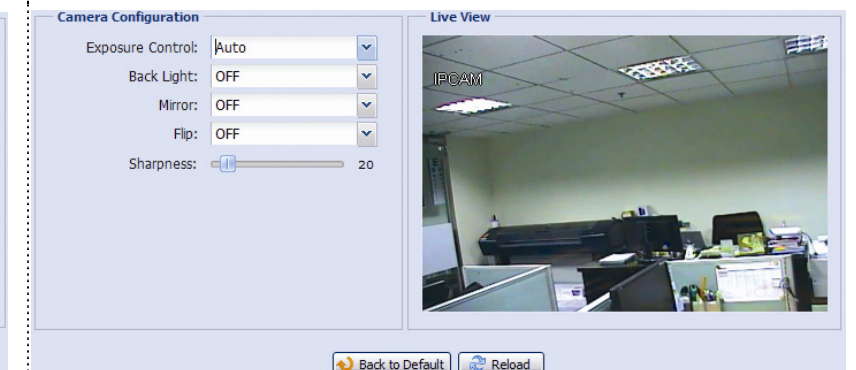 Camera Configuration
Exposure Control: Auto
Back Light: OFF
Mirror: OFF
Flip: OFF
Sharpness: 20
Live View
IPCAM
Back to Default
Reload